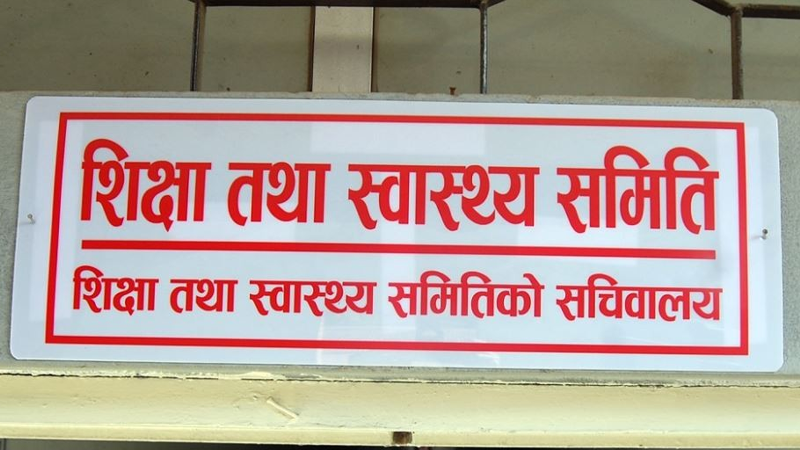 शिक्षा तथा स्वास्थ्य समिति
शिक्षा तथा स्वास्थ्य समितिको सचिवालय